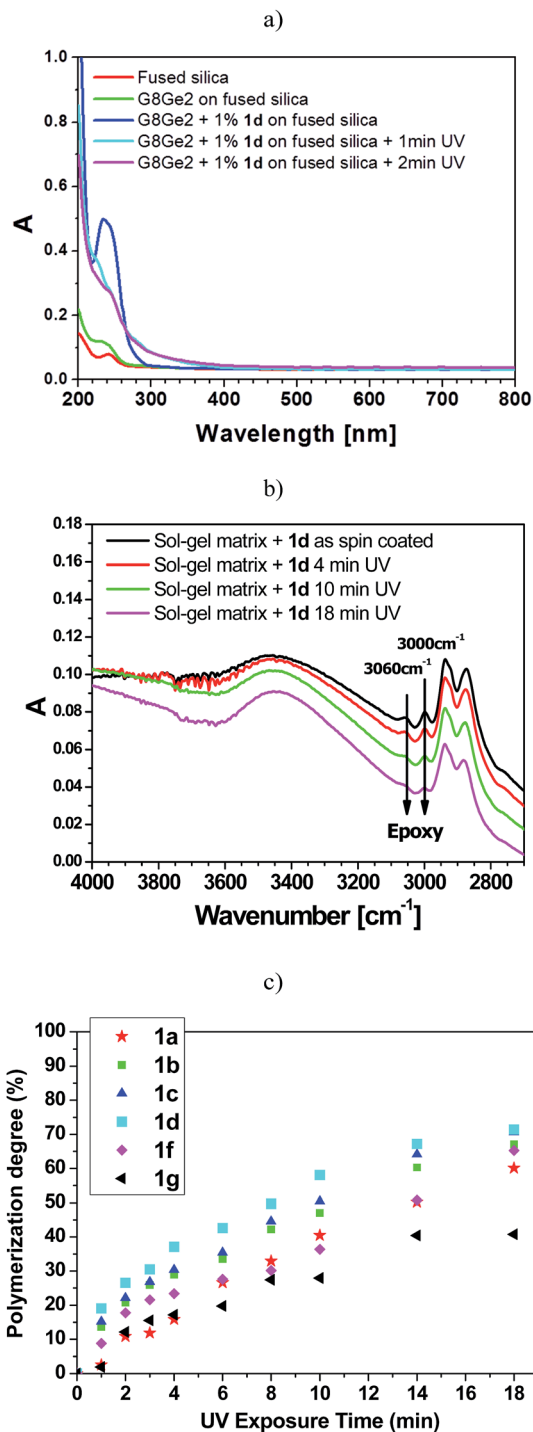 a)
1.0
0.8
0.6
0.4
0.2
0.0
A
Fused silica
G8Ge2 on fused silica
G8Ge2 + 1% 1d on fused silica
G8Ge2 + 1% 1d on fused silica + 1min UV
G8Ge2 + 1% 1d on fused silica + 2min UV
200 300 400 500 600 700 800
Wavelength [nm]
b)
0.18
0.16
0.14
0.12
0.10
0.08
0.06
0.04
0.02
0.00
A
Sol-gel matrix + 1d as spin coated
Sol-gel matrix + 1d 4 min UV
Sol-gel matrix + 1d 10 min UV
Sol-gel matrix + 1d 18 min UV
3000cm-1
3060cm-1
Epoxy
4000 3600 3400 3200 3000 2800
Wavenumber [cm-1]
c)
100
90
80
70
60
50
40
30
20
10
0
Polymerization degree (%)
1a
1b
1c
1d
1f
1g
0 2 4 6 8 10 12 14 16 18
UV Exposure Time (min)